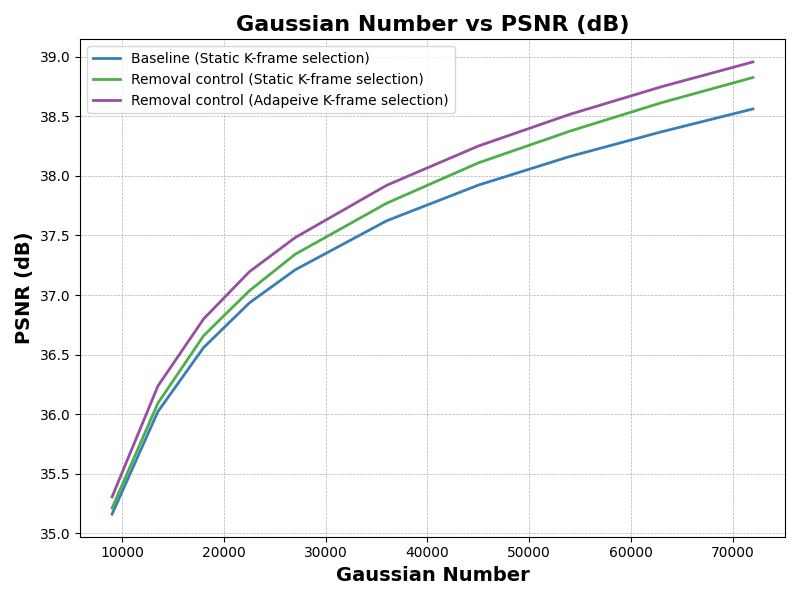 Gaussian Number vs PSNR (dB)
Baseline (Static K-frame selection)
Removal control (Static K-frame selection)
Removal control (Adapeive K-frame selection)
PSNR (dB)
39.0
38.5
38.0
37.5
37.0
36.5
36.0
35.5
35.0
10000 20000 30000 40000 50000 60000 70000
Gaussian Number